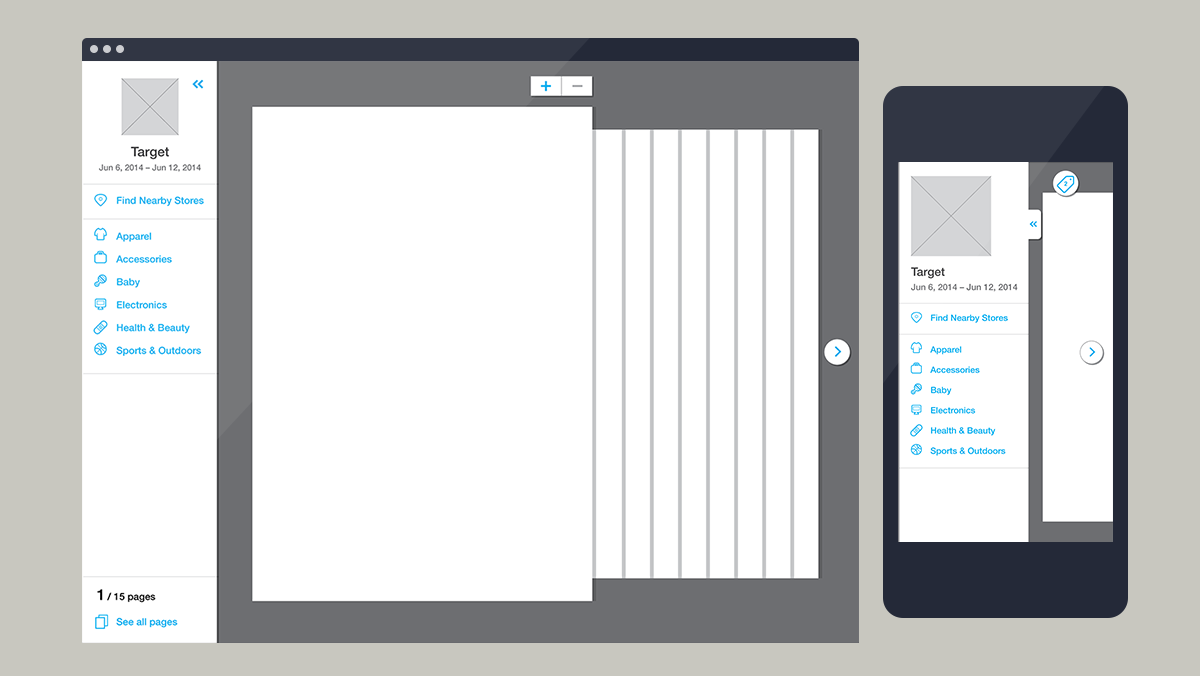 Target
Jun 6, 2014 – Jun 12, 2014
Find Nearby Stores
Apparel
Accessories
Baby
Electronics
Health & Beauty
Sports & Outdoors
1 / 15 pages
See all pages
2
Target
Jun 6, 2014 – Jun 12, 2014
Find Nearby Stores
Apparel
Accessories
Baby
Electronics
Health & Beauty
Sports & Outdoors